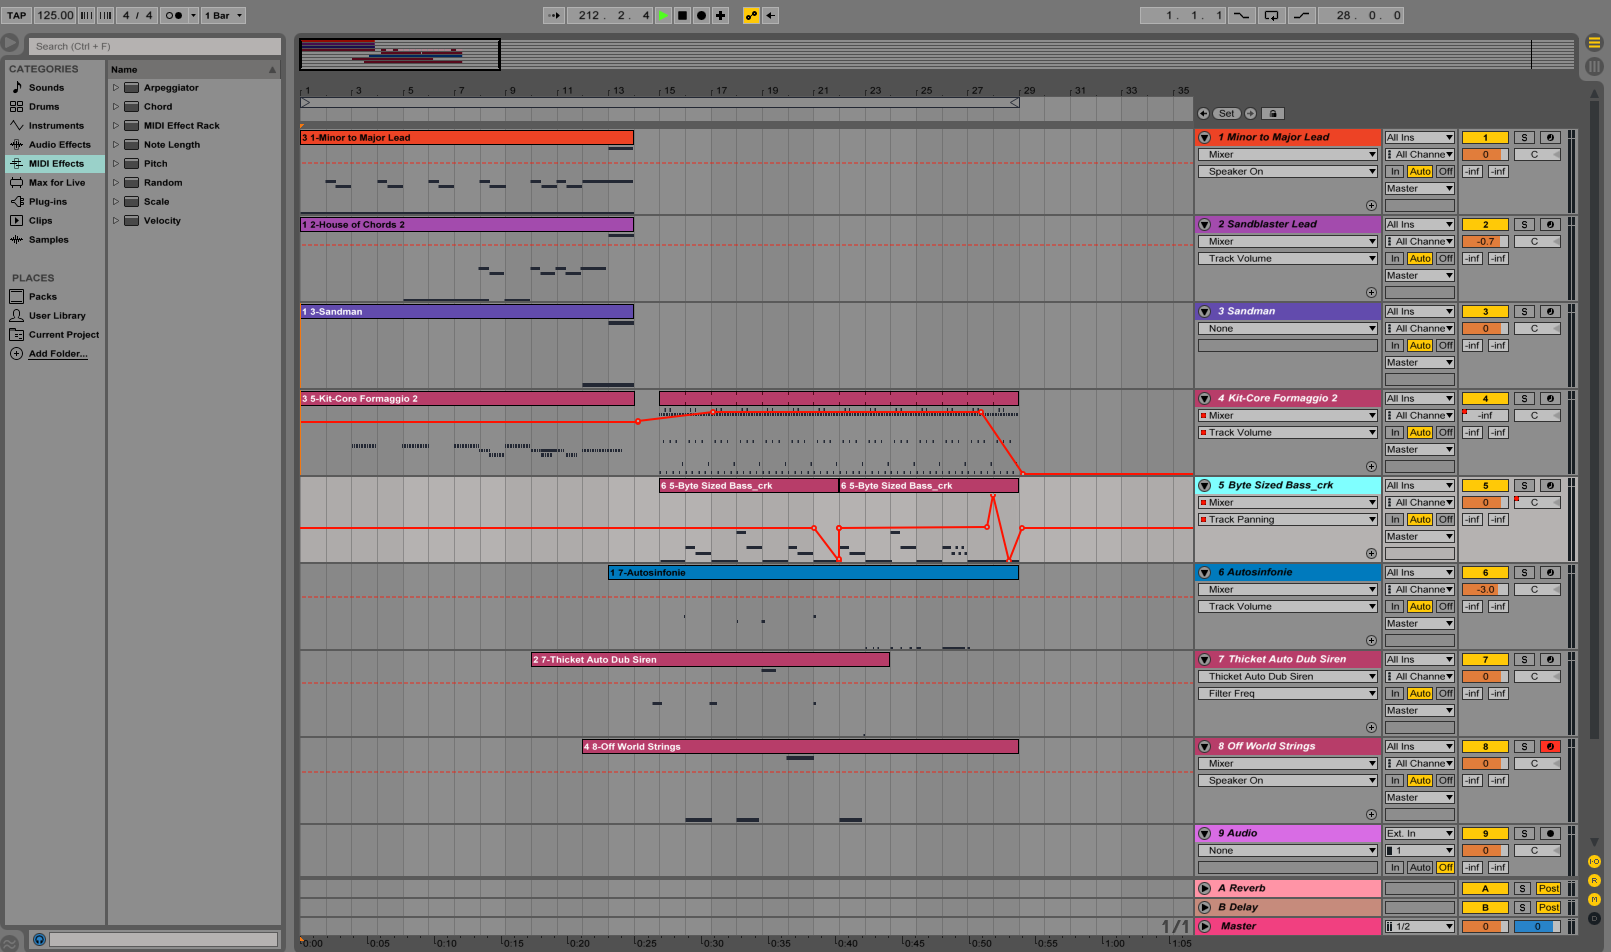 TAP 125.00 4 / 4 1 Bar 212. 2. 4 1. 1. 1 28. 0. 0
Search (Ctrl + F)
CATEGORIES
Sounds
Drums
Instruments
Audio Effects
MIDI Effects
Max for Live
Plug-ins
Clips
Samples
PLACES
Packs
User Library
Current Project
Add Folder...
Name
Arpeggiator
Chord
MIDI Effect Rack
Note Length
Pitch
Random
Scale
Velocity
1 3 5 7 9 11 13 15 17 19 21 23 25 27 29 31 33 35
Set
3 1-Minor to Major Lead
1 Minor to Major Lead All Ins 1 S
Mixer All Channe 0 C
Speaker On In Auto Off -inf -inf
Master
1 2-House of Chords 2
2 Sandblaster Lead All Ins 2 S
Mixer All Channe -0.7 C
Track Volume In Auto Off -inf -inf
Master
1 3-Sandman
3 Sandman All Ins 3 S
None All Channe 0 C
In Auto Off -inf -inf
Master
3 5-Kit-Core Formaggio 2
4 Kit-Core Formaggio 2 All Ins 4 S
Mixer All Channe -inf C
Track Volume In Auto Off -inf -inf
Master
6 5-Byte Sized Bass_crk 6 5-Byte Sized Bass_crk
5 Byte Sized Bass_crk All Ins 5 S
Mixer All Channe 0 C
Track Panning In Auto Off -inf -inf
Master
1 7-Autosinfonie
6 Autosinfonie All Ins 6 S
Mixer All Channe -3.0 C
Track Volume In Auto Off -inf -inf
Master
2 7-Thicket Auto Dub Siren
7 Thicket Auto Dub Siren All Ins 7 S
Thicket Auto Dub Siren All Channe 0 C
Filter Freq In Auto Off -inf -inf
Master
4 8-Off World Strings
8 Off World Strings All Ins 8 S
Mixer All Channe 0 C
Speaker On In Auto Off -inf -inf
Master
9 Audio Ext. In 9 S
None 1 0 C
In Auto Off -inf -inf
A Reverb A S Post
B Delay B S Post
1/1 Master 1/2 0
0:00 0:05 0:10 0:15 0:20 0:25 0:30 0:35 0:40 0:45 0:50 0:55 1:00 1:05
I·O
R
M
D